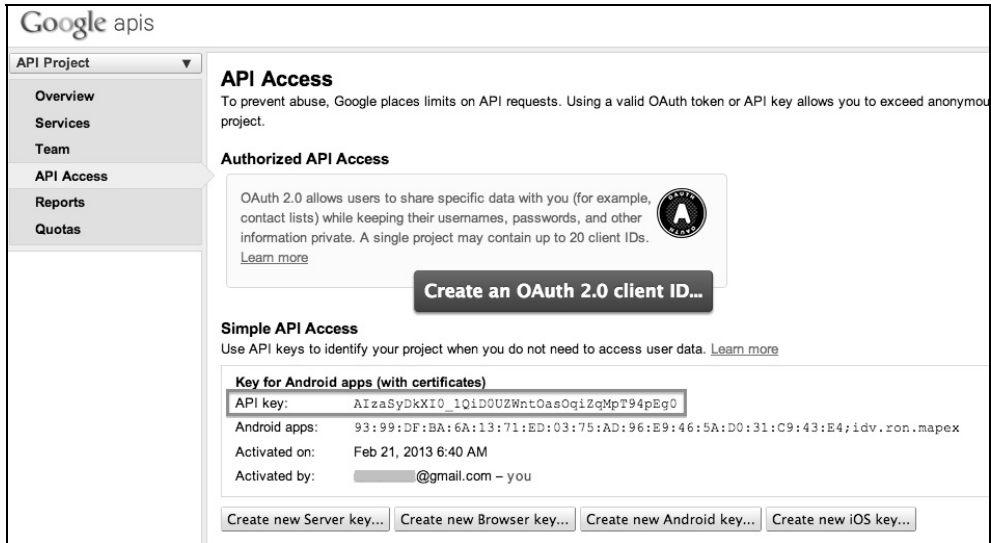 Google apis
API Project
Overview
Services
Team
API Access
Reports
Quotas
API Access
To prevent abuse, Google places limits on API requests. Using a valid OAuth token or API key allows you to exceed anonymou
project.
Authorized API Access
OAuth 2.0 allows users to share specific data with you (for example,
contact lists) while keeping their usernames, passwords, and other
information private. A single project may contain up to 20 client IDs.
Learn more
OAUTH
A
OAUTH
Create an OAuth 2.0 client ID...
Simple API Access
Use API keys to identify your project when you do not need to access user data. Learn more
Key for Android apps (with certificates)
API key: AIzaSyDkXI0_1QiD0UZWntOasOqiZqMpT94pEg0
Android apps: 93:99:DF:BA:6A:13:71:ED:03:75:AD:96:E9:46:5A:D0:31:C9:43:E4;idv.ron.mapex
Activated on: Feb 21, 2013 6:40 AM
Activated by: @gmail.com – you
Create new Server key... Create new Browser key... Create new Android key... Create new iOS key...